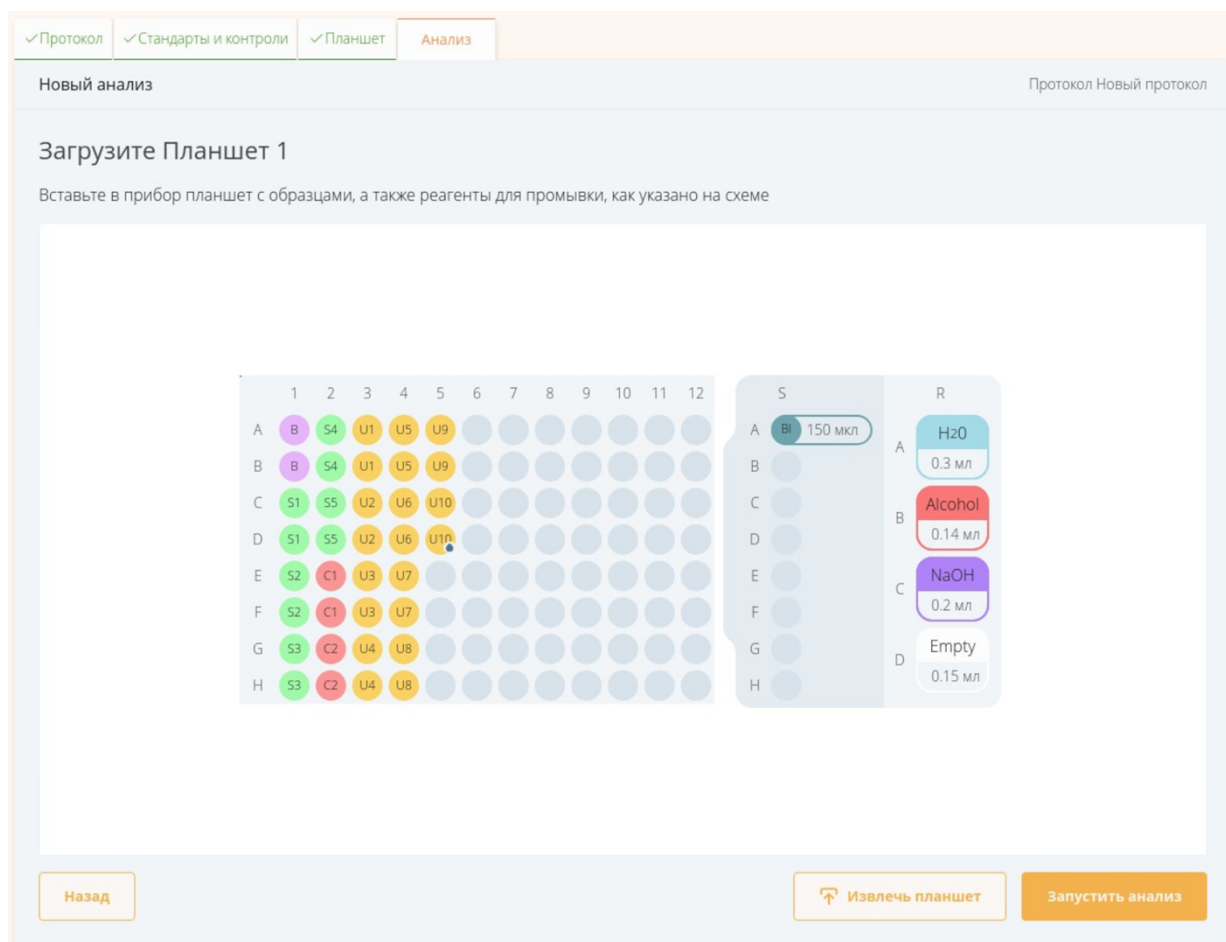 Протокол Стандарты и контроли Планшет Анализ
Новый анализ Протокол Новый протокол
Загрузите Планшет 1
Вставьте в прибор планшет с образцами, а также реагенты для промывки, как указано на схеме
1 2 3 4 5 6 7 8 9 10 11 12 S R
A B S4 U1 U5 U9 A BI 150 мкл A H20 0.3 мл
B B S4 U1 U5 U9 B
C S1 S5 U2 U6 U10 C B Alcohol 0.14 мл
D S1 S5 U2 U6 U10 D
E S2 C1 U3 U7 E C NaOH 0.2 мл
F S2 C1 U3 U7 F
G S3 C2 U4 U8 G D Empty 0.15 мл
H S3 C2 U4 U8 H
Назад Извлечь планшет Запустить анализ